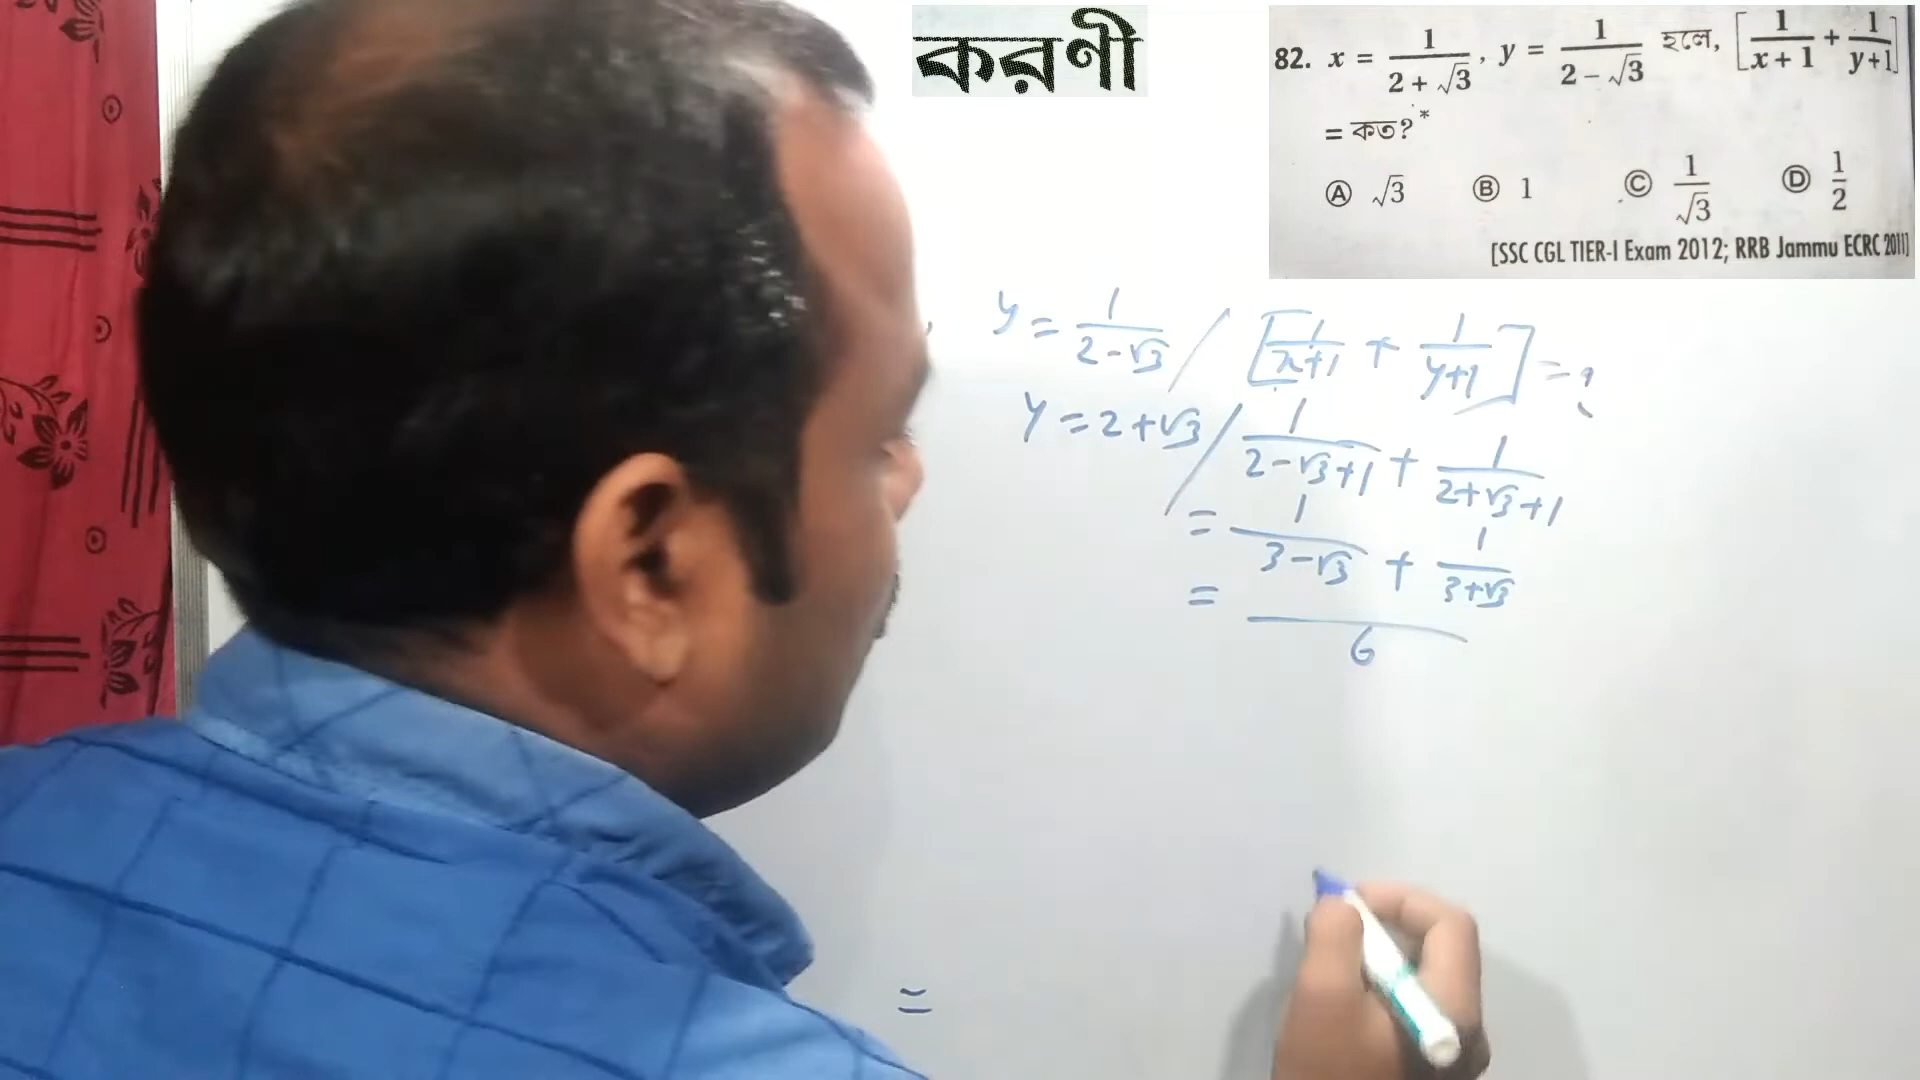 করণী
82. x = 1/(2 + √3), y = 1/(2 − √3) হলে, [1/(x + 1) + 1/(y+1)]
= কত?*
Ⓐ √3 Ⓑ 1 Ⓒ 1/√3 Ⓓ 1/2
[SSC CGL TIER-I Exam 2012; RRB Jammu ECRC 2011]
y = 1/(2-√3) / [1/(x+1) + 1/(y+1)] = ?
y = 2+√3 / 1/(2-√3+1) + 1/(2+√3+1)
= 1/(3-√3) + 1/(3+√3)
= /6
=